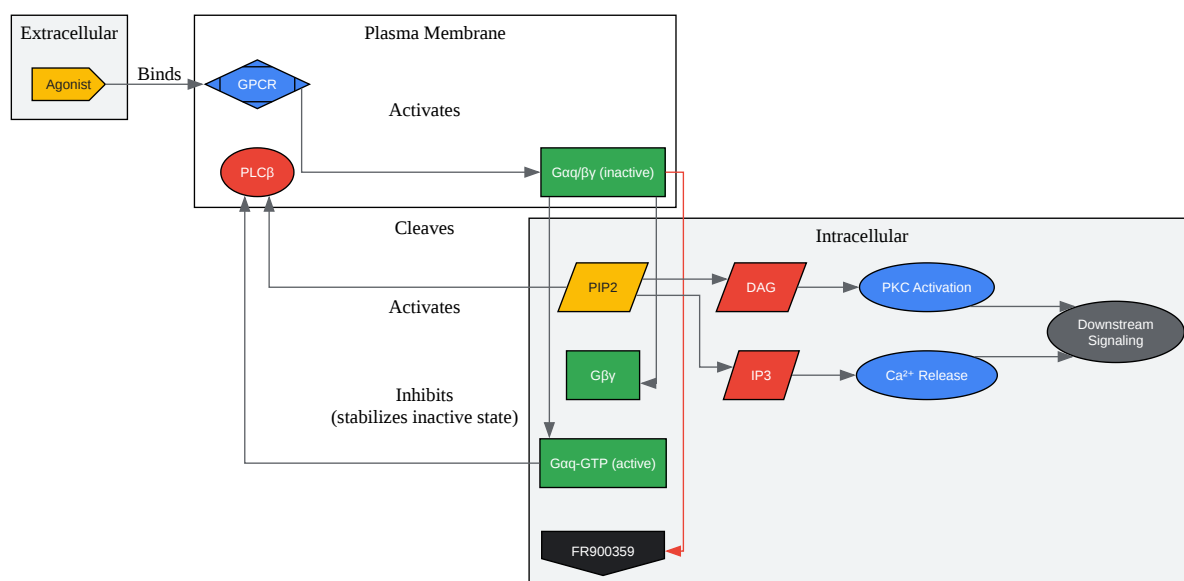 Extracellular
Plasma Membrane
Agonist
Binds
GPCR
Activates
PLCβ
Gαq/βγ (inactive)
Cleaves
Intracellular
PIP2
DAG
PKC Activation
Activates
Downstream
Signaling
Gβγ
IP3
Ca²⁺ Release
Inhibits
(stabilizes inactive state)
Gαq-GTP (active)
FR900359